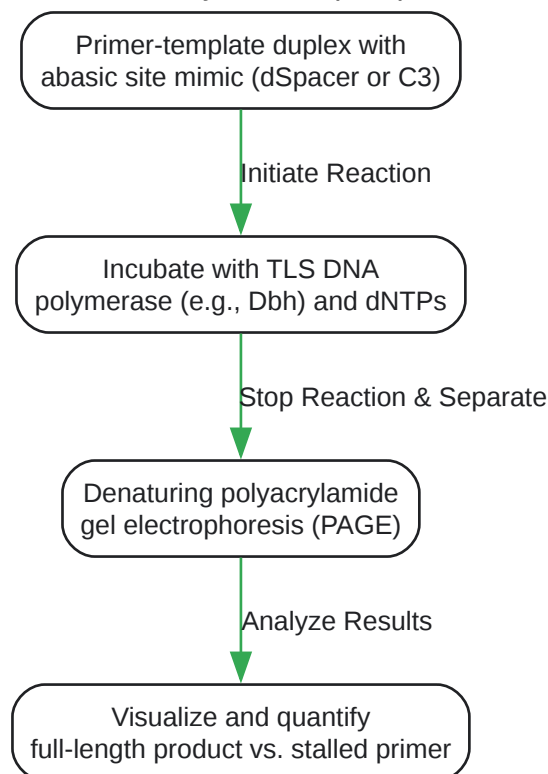 Primer-template duplex with
abasic site mimic (dSpacer or C3)
Initiate Reaction
Incubate with TLS DNA
polymerase (e.g., Dbh) and dNTPs
Stop Reaction & Separate
Denaturing polyacrylamide
gel electrophoresis (PAGE)
Analyze Results
Visualize and quantify
full-length product vs. stalled primer